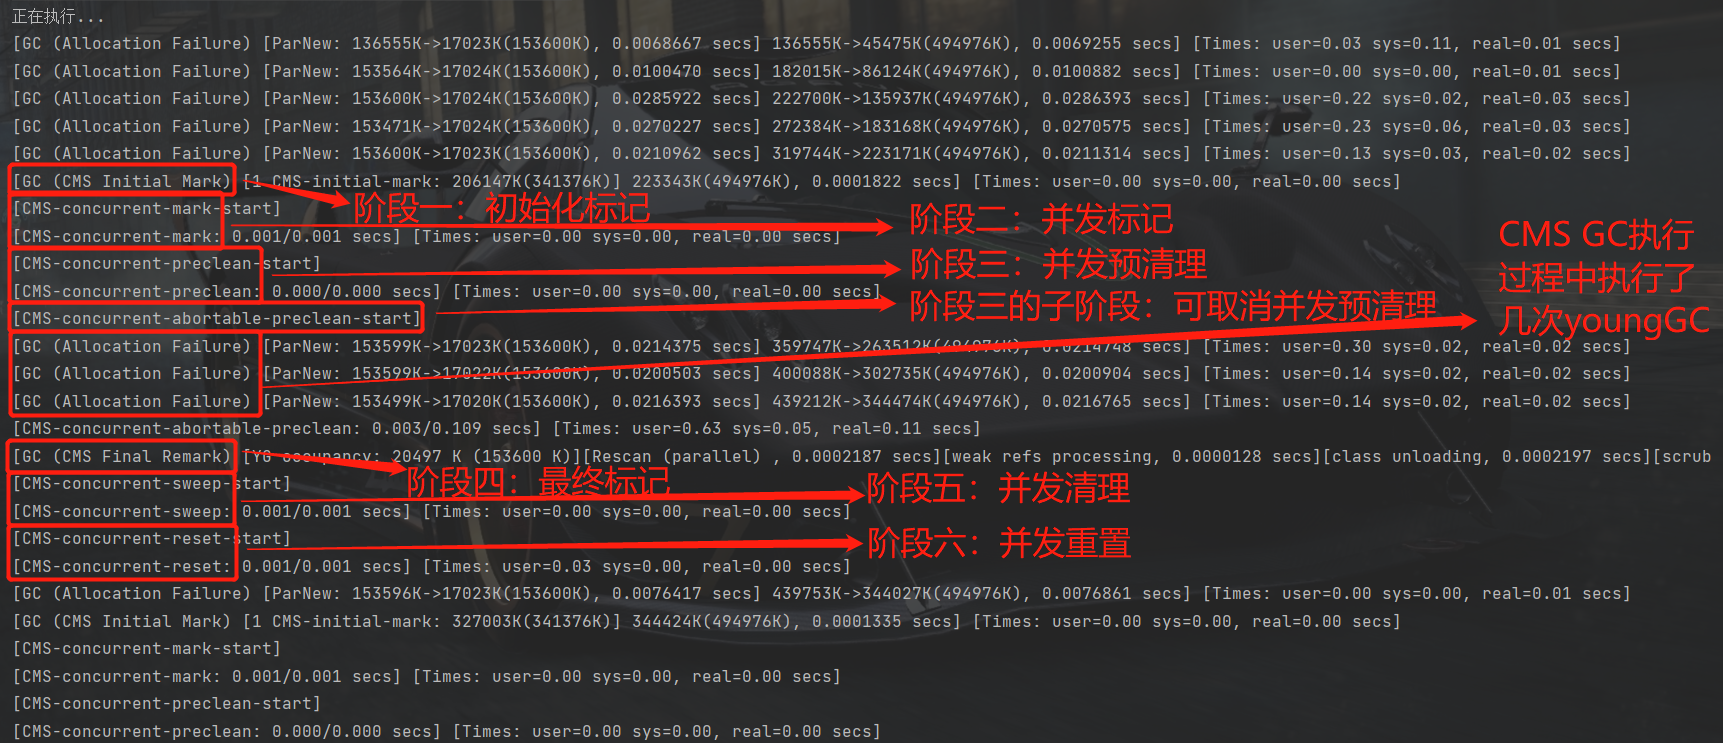 正在执行...
[GC (Allocation Failure) [ParNew: 136555K->17023K(153600K), 0.0068667 secs] 136555K->45475K(494976K), 0.0069255 secs] [Times: user=0.03 sys=0.11, real=0.01 secs]
[GC (Allocation Failure) [ParNew: 153564K->17024K(153600K), 0.0100470 secs] 182015K->86124K(494976K), 0.0100882 secs] [Times: user=0.00 sys=0.00, real=0.01 secs]
[GC (Allocation Failure) [ParNew: 153600K->17024K(153600K), 0.0285922 secs] 222700K->135937K(494976K), 0.0286393 secs] [Times: user=0.22 sys=0.02, real=0.03 secs]
[GC (Allocation Failure) [ParNew: 153471K->17024K(153600K), 0.0270227 secs] 272384K->183168K(494976K), 0.0270575 secs] [Times: user=0.23 sys=0.06, real=0.03 secs]
[GC (Allocation Failure) [ParNew: 153600K->17023K(153600K), 0.0210962 secs] 319744K->223171K(494976K), 0.0211314 secs] [Times: user=0.13 sys=0.03, real=0.02 secs]
[GC (CMS Initial Mark) [1 CMS-initial-mark: 206147K(341376K)] 223343K(494976K), 0.0001822 secs] [Times: user=0.00 sys=0.00, real=0.00 secs]
[CMS-concurrent-mark-start]
阶段一：初始化标记
阶段二：并发标记
[CMS-concurrent-mark: 0.001/0.001 secs] [Times: user=0.00 sys=0.00, real=0.00 secs]
[CMS-concurrent-preclean-start]
阶段三：并发预清理
[CMS-concurrent-preclean: 0.000/0.000 secs] [Times: user=0.00 sys=0.00, real=0.00 secs]
[CMS-concurrent-abortable-preclean-start]
阶段三的子阶段：可取消并发预清理
CMS GC执行
过程中执行了
几次youngGC
[GC (Allocation Failure) [ParNew: 153599K->17023K(153600K), 0.0214375 secs] 359747K->263512K(494976K), 0.0214748 secs] [Times: user=0.30 sys=0.02, real=0.02 secs]
[GC (Allocation Failure) [ParNew: 153599K->17022K(153600K), 0.0200503 secs] 400088K->302735K(494976K), 0.0200904 secs] [Times: user=0.14 sys=0.02, real=0.02 secs]
[GC (Allocation Failure) [ParNew: 153499K->17020K(153600K), 0.0216393 secs] 439212K->344474K(494976K), 0.0216765 secs] [Times: user=0.14 sys=0.02, real=0.02 secs]
[CMS-concurrent-abortable-preclean: 0.003/0.109 secs] [Times: user=0.63 sys=0.05, real=0.11 secs]
[GC (CMS Final Remark) [YG occupancy: 20497 K (153600 K)][Rescan (parallel) , 0.0002187 secs][weak refs processing, 0.0000128 secs][class unloading, 0.0002197 secs][scrub
[CMS-concurrent-sweep-start]
阶段四：最终标记
阶段五：并发清理
[CMS-concurrent-sweep: 0.001/0.001 secs] [Times: user=0.00 sys=0.00, real=0.00 secs]
[CMS-concurrent-reset-start]
阶段六：并发重置
[CMS-concurrent-reset: 0.001/0.001 secs] [Times: user=0.03 sys=0.00, real=0.00 secs]
[GC (Allocation Failure) [ParNew: 153596K->17023K(153600K), 0.0076417 secs] 439753K->344027K(494976K), 0.0076861 secs] [Times: user=0.00 sys=0.00, real=0.01 secs]
[GC (CMS Initial Mark) [1 CMS-initial-mark: 327003K(341376K)] 344424K(494976K), 0.0001335 secs] [Times: user=0.00 sys=0.00, real=0.00 secs]
[CMS-concurrent-mark-start]
[CMS-concurrent-mark: 0.001/0.001 secs] [Times: user=0.00 sys=0.00, real=0.00 secs]
[CMS-concurrent-preclean-start]
[CMS-concurrent-preclean: 0.000/0.000 secs] [Times: user=0.00 sys=0.00, real=0.00 secs]